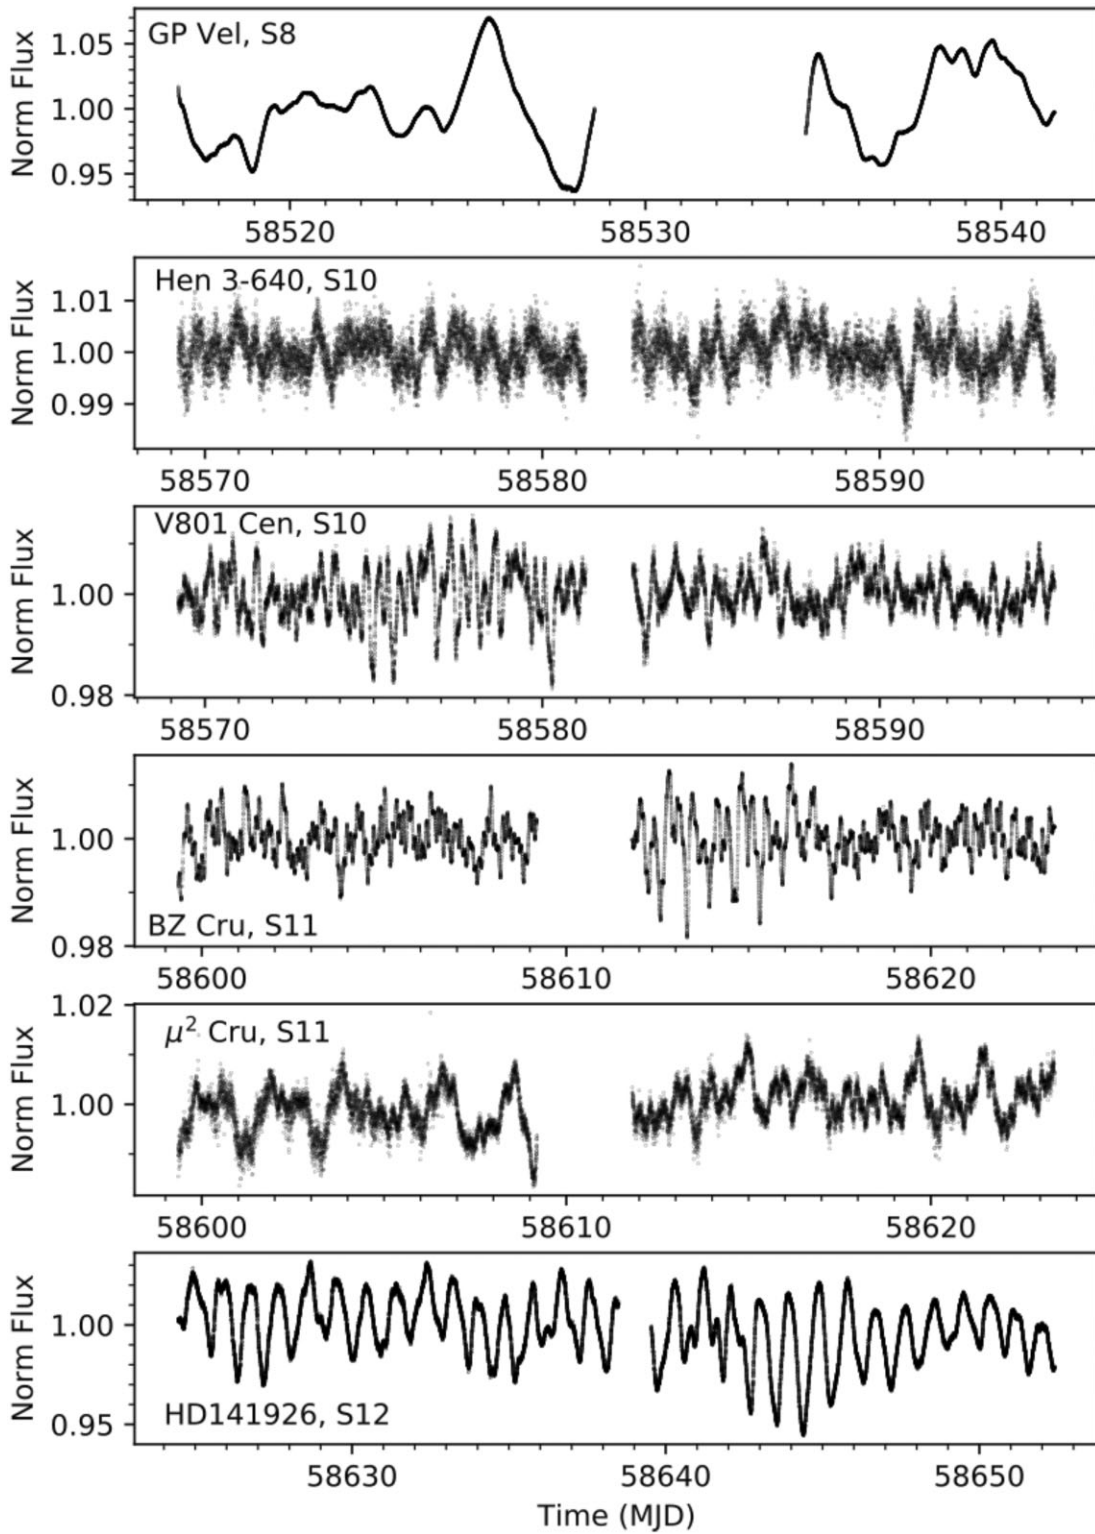 GP Vel, S8
Norm Flux
1.05
1.00
0.95
58520 58530 58540
Hen 3-640, S10
Norm Flux
1.01
1.00
0.99
58570 58580 58590
V801 Cen, S10
Norm Flux
1.00
0.98
58570 58580 58590
Norm Flux
1.00
0.98
BZ Cru, S11
58600 58610 58620
μ² Cru, S11
Norm Flux
1.02
1.00
58600 58610 58620
Norm Flux
1.00
0.95
HD141926, S12
58630 58640 58650
Time (MJD)